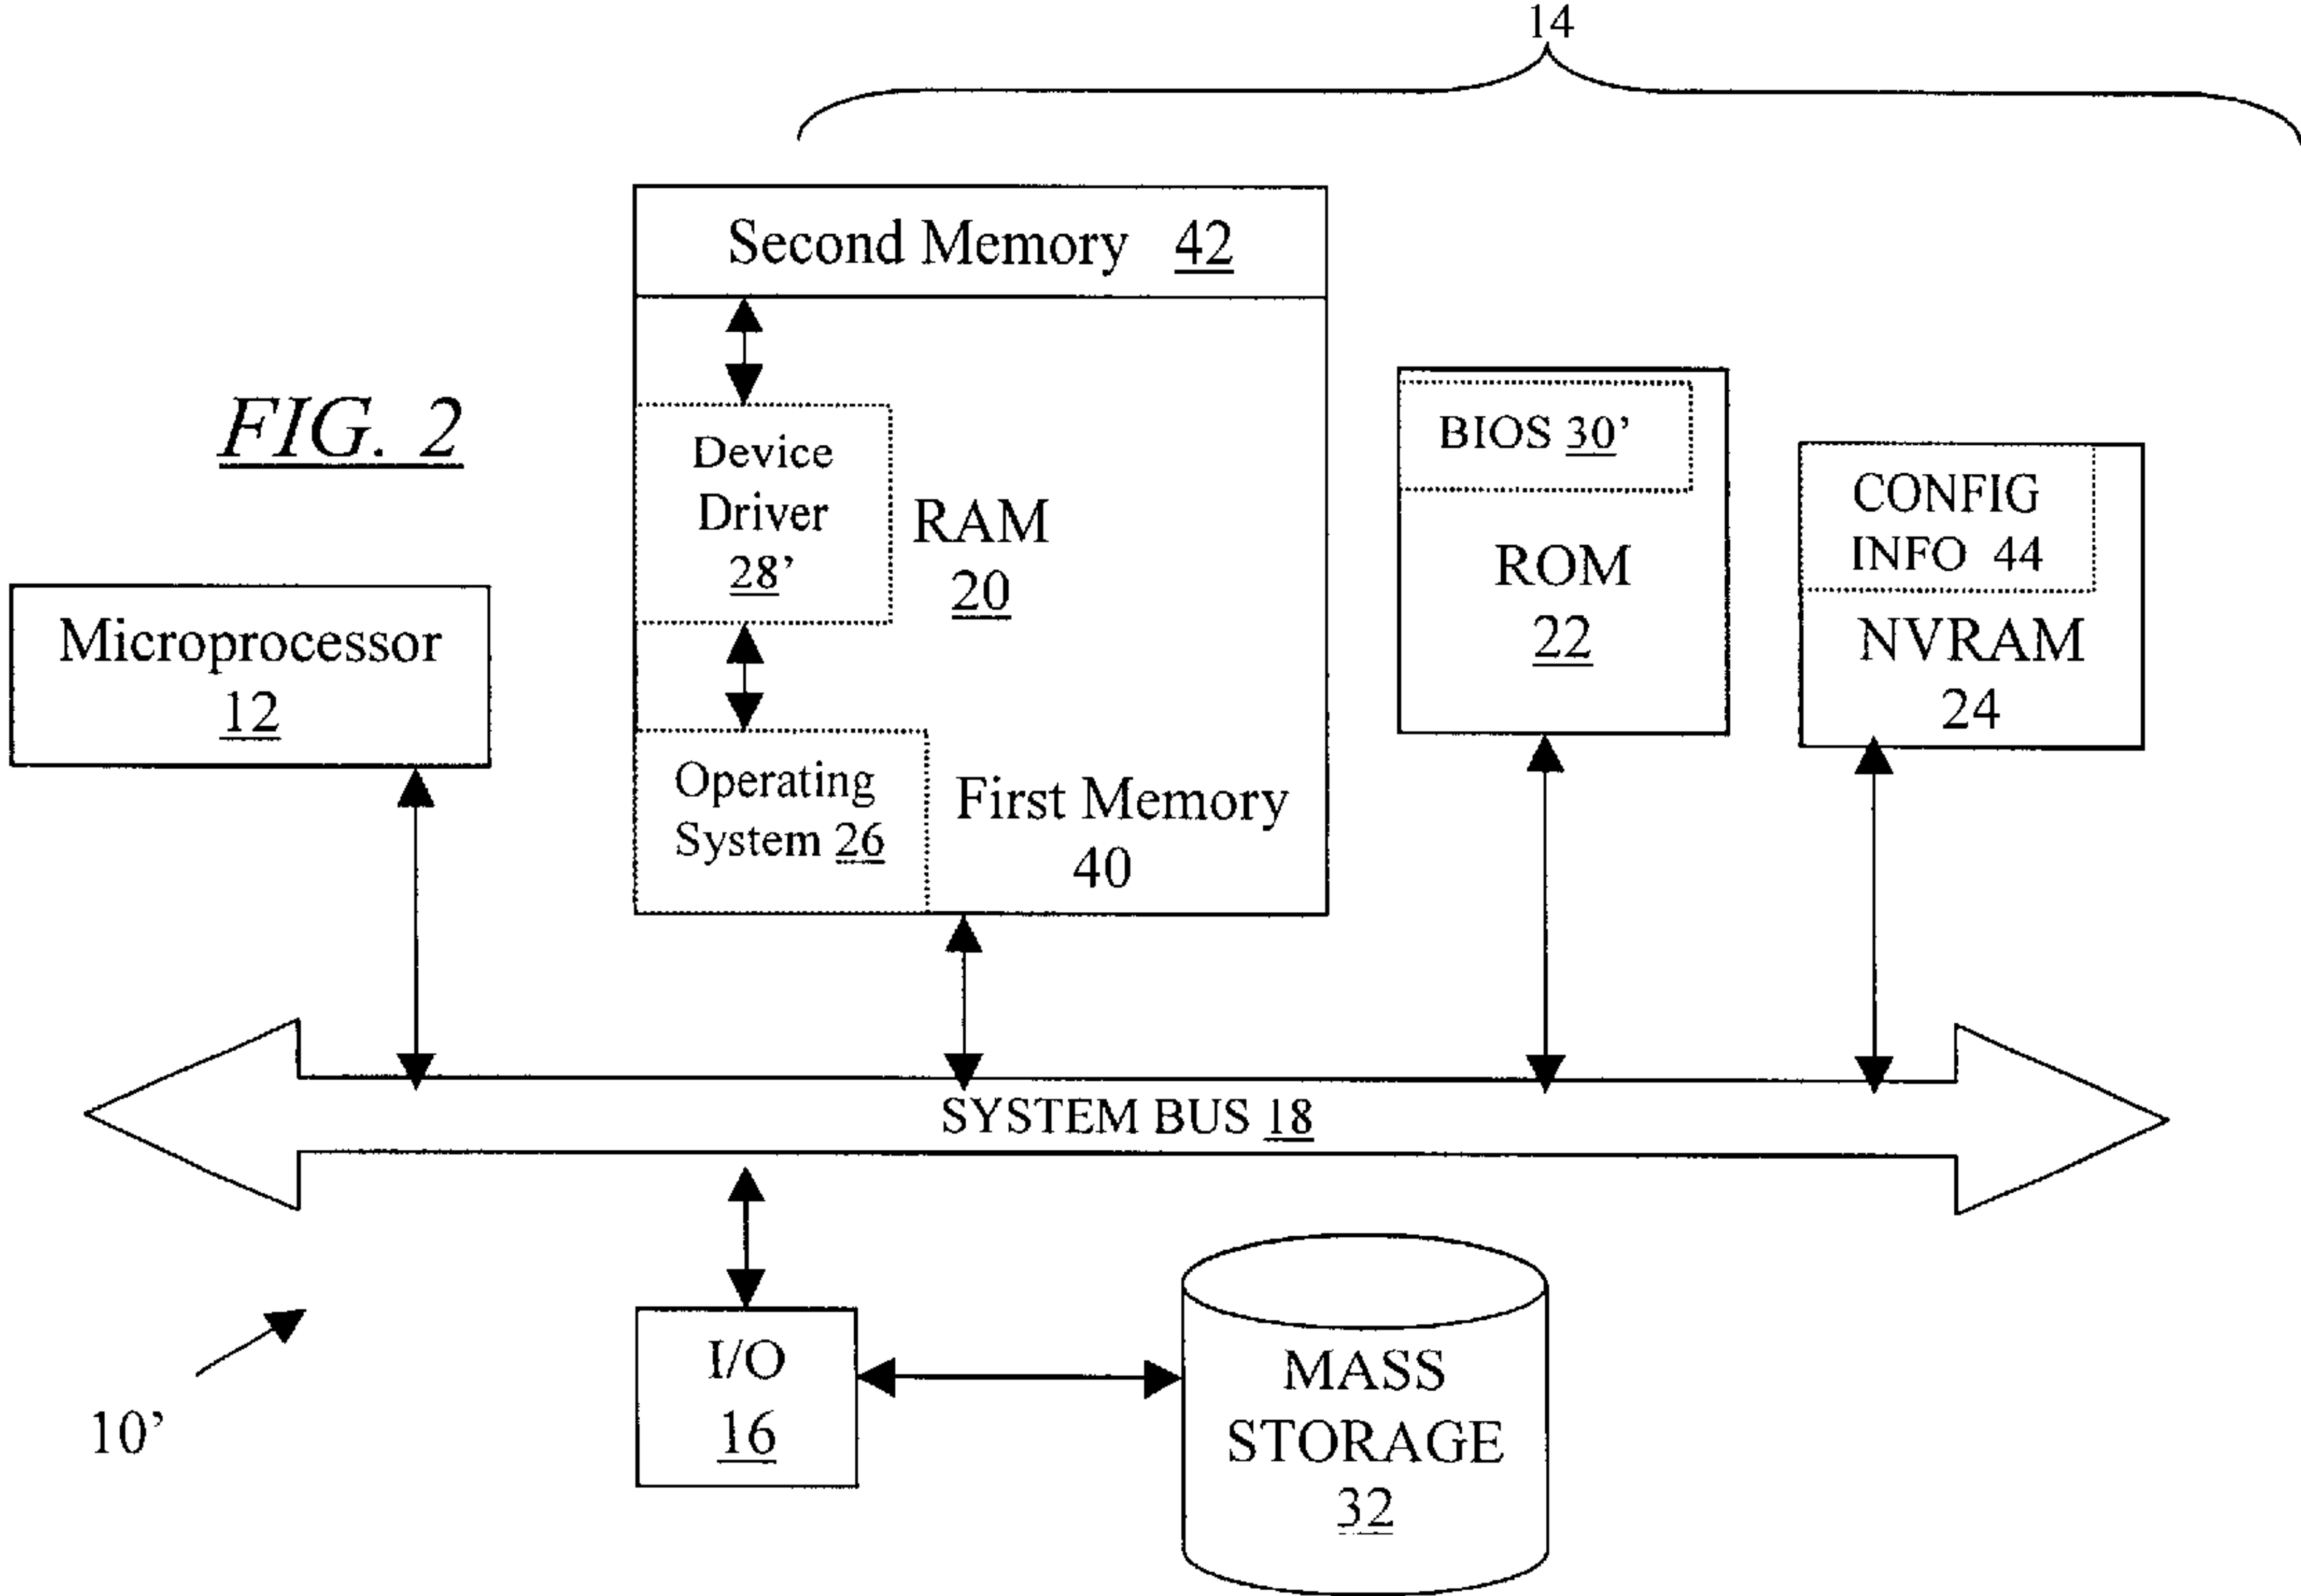 14
Second Memory 42
FIG. 2
Device
Driver
28’
RAM
20
BIOS 30’
ROM
22
CONFIG
INFO 44
NVRAM
24
Microprocessor
12
Operating
System 26
First Memory
40
SYSTEM BUS 18
10’
I/O
16
MASS
STORAGE
32